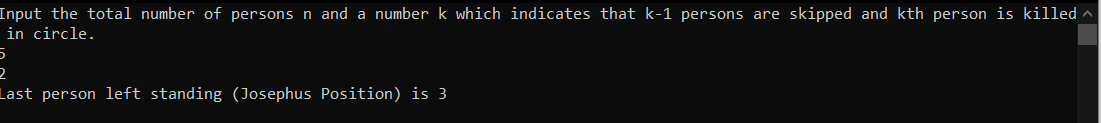 Input the total number of persons n and a number k which indicates that k-1 persons are skipped and kth person is killed
in circle.
5
2
Last person left standing (Josephus Position) is 3